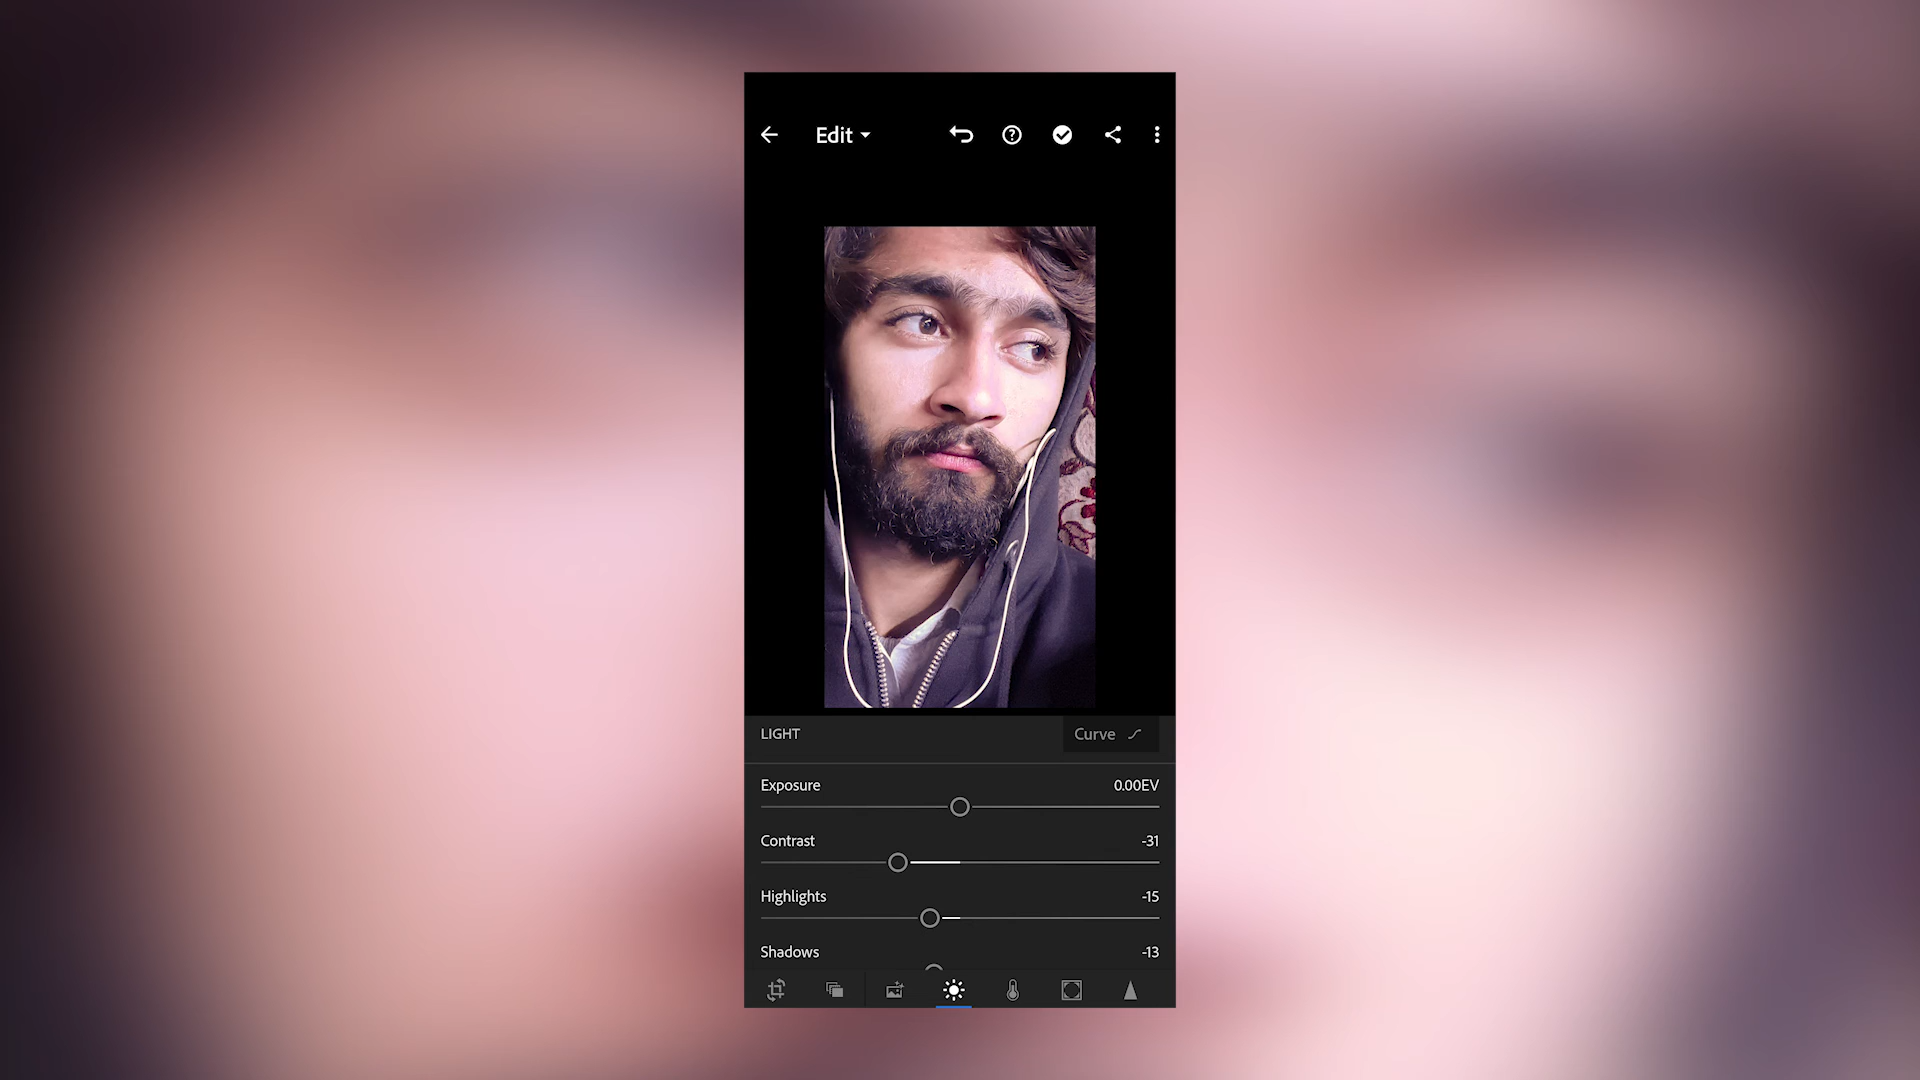 Edit
LIGHT
Curve
Exposure 0.00EV
Contrast -31
Highlights -15
Shadows -13